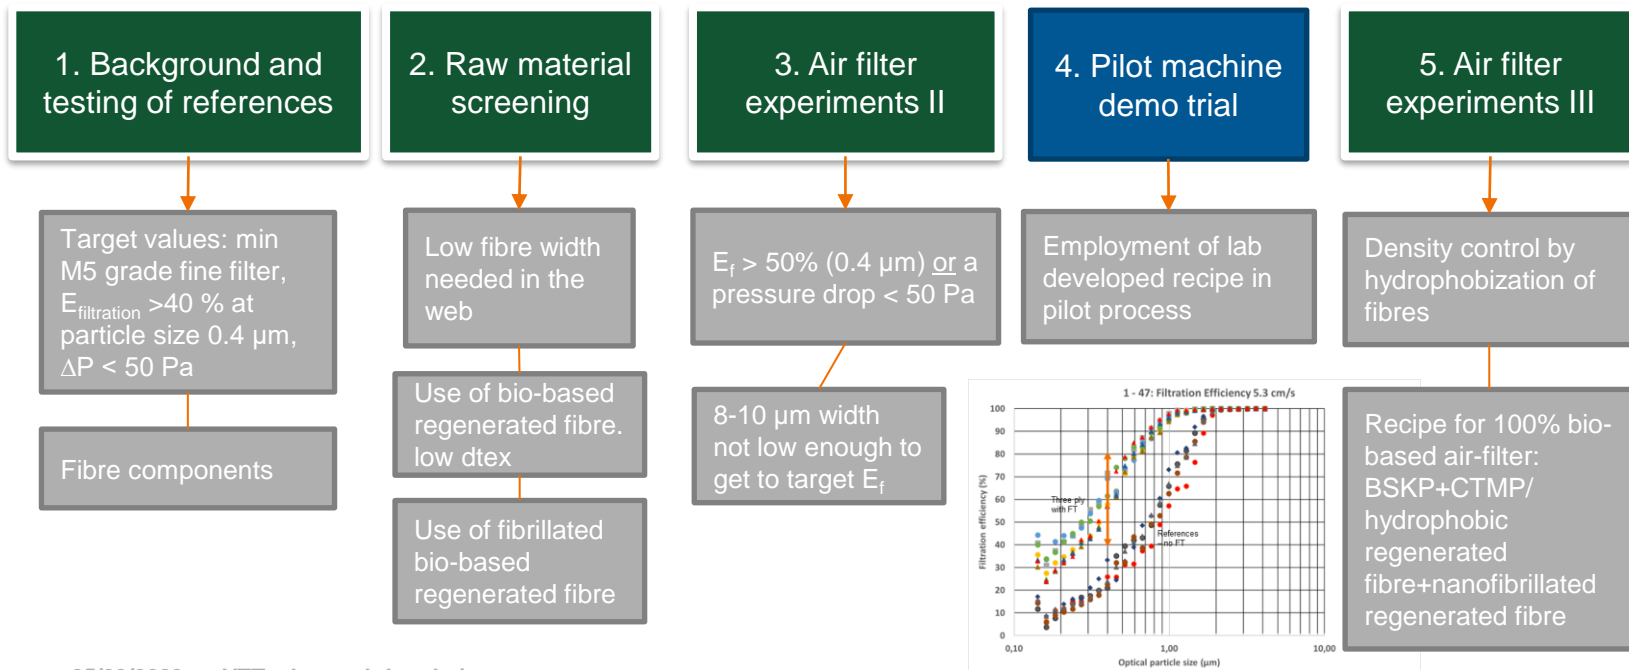 1. Background and
testing of references
2. Raw material
screening
3. Air filter
experiments II
4. Pilot machine
demo trial
5. Air filter
experiments III
Target values: min
M5 grade fine filter,
Efiltration >40 % at
particle size 0.4 µm,
ΔP < 50 Pa
Fibre components
Low fibre width
needed in the
web
Use of bio-based
regenerated fibre.
low dtex
Use of fibrillated
bio-based
regenerated fibre
Ef > 50% (0.4 µm) or a
pressure drop < 50 Pa
8-10 µm width
not low enough to
get to target Ef
Employment of lab
developed recipe in
pilot process
1 - 47: Filtration Efficiency 5.3 cm/s
Filtration efficiency (%)
100
90
80
70
60
50
40
30
20
10
0
Three ply
with FT
References
no FT
0,10
1,00
10,00
Optical particle size (µm)
Density control by
hydrophobization of
fibres
Recipe for 100% bio-
based air-filter:
BSKP+CTMP/
hydrophobic
regenerated
fibre+nanofibrillated
regenerated fibre